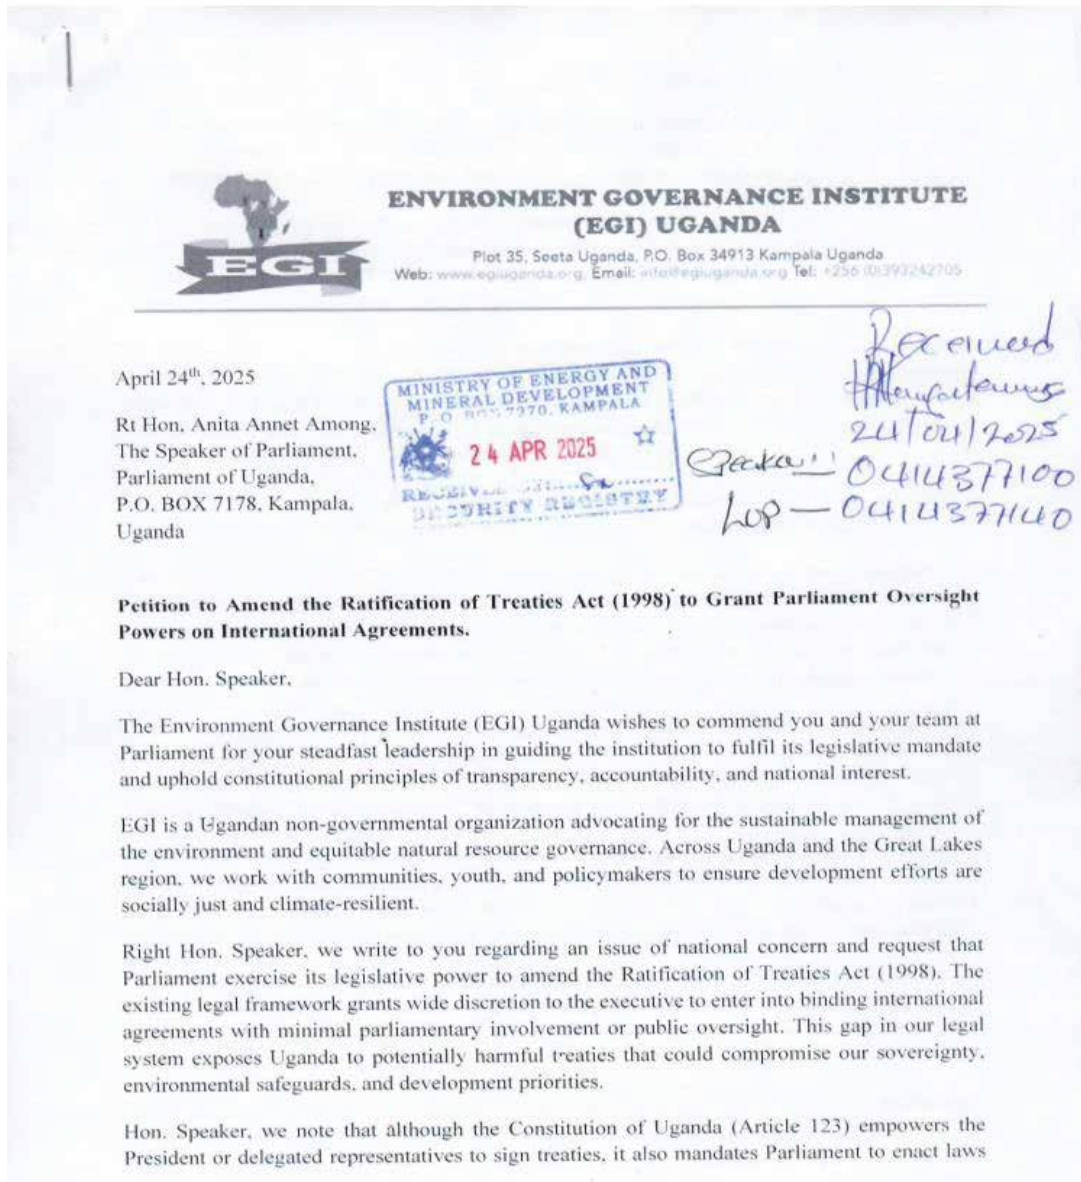 ENVIRONMENT GOVERNANCE INSTITUTE
(EGI) UGANDA
EGI
Plot 35, Seeta Uganda, P.O. Box 34913 Kampala Uganda
Web: www.egiuganda.org, Email: info@egiuganda.org Tel: +256 (0)393242705
Received
24/04/2025
Speaker 0414377100
LOP — 0414377140
April 24th, 2025
MINISTRY OF ENERGY AND
MINERAL DEVELOPMENT
P. O BOX 7270, KAMPALA
24 APR 2025
SECURITY REGISTRY
Rt Hon. Anita Annet Among,
The Speaker of Parliament,
Parliament of Uganda,
P.O. BOX 7178, Kampala,
Uganda
Petition to Amend the Ratification of Treaties Act (1998) to Grant Parliament Oversight
Powers on International Agreements.
Dear Hon. Speaker,
The Environment Governance Institute (EGI) Uganda wishes to commend you and your team at
Parliament for your steadfast leadership in guiding the institution to fulfil its legislative mandate
and uphold constitutional principles of transparency, accountability, and national interest.
EGI is a Ugandan non-governmental organization advocating for the sustainable management of
the environment and equitable natural resource governance. Across Uganda and the Great Lakes
region, we work with communities, youth, and policymakers to ensure development efforts are
socially just and climate-resilient.
Right Hon. Speaker, we write to you regarding an issue of national concern and request that
Parliament exercise its legislative power to amend the Ratification of Treaties Act (1998). The
existing legal framework grants wide discretion to the executive to enter into binding international
agreements with minimal parliamentary involvement or public oversight. This gap in our legal
system exposes Uganda to potentially harmful treaties that could compromise our sovereignty,
environmental safeguards, and development priorities.
Hon. Speaker, we note that although the Constitution of Uganda (Article 123) empowers the
President or delegated representatives to sign treaties, it also mandates Parliament to enact laws